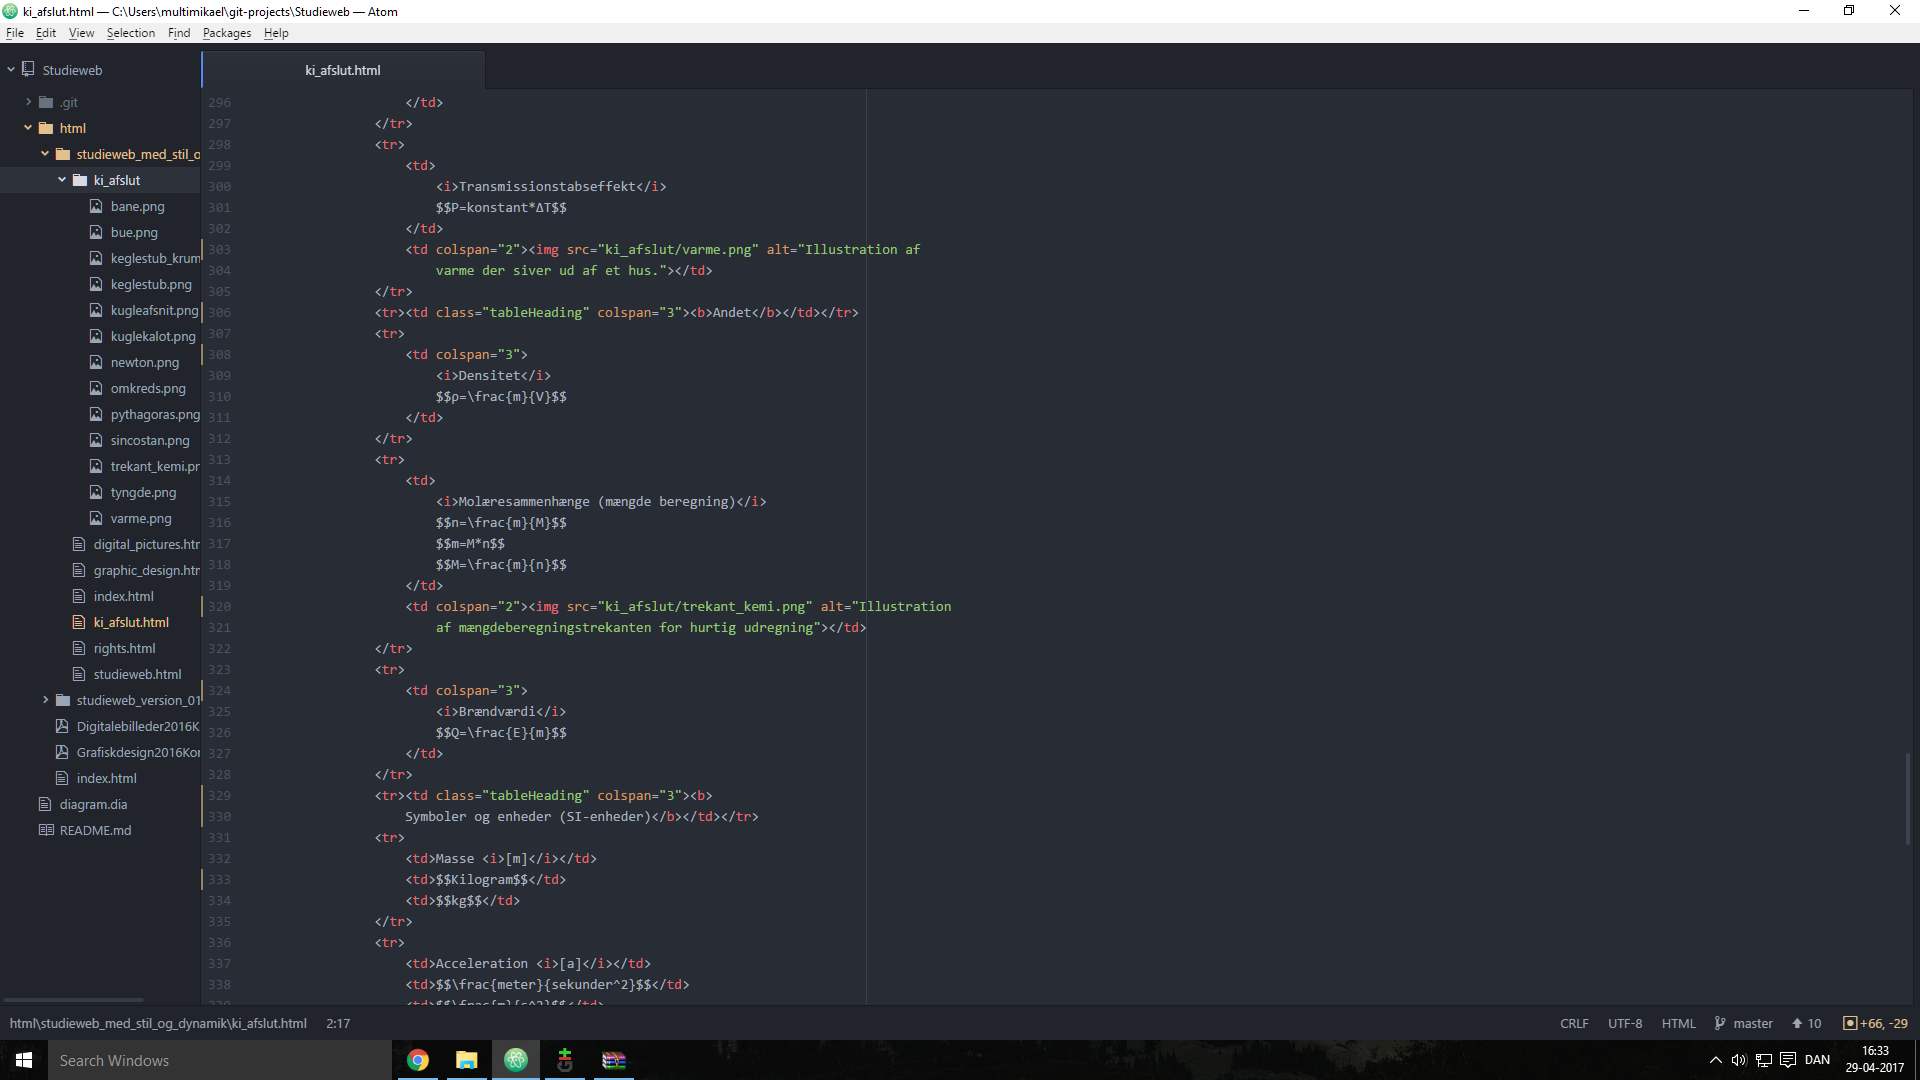 ki_afslut.html — C:\Users\multimikael\git-projects\Studieweb — Atom
File Edit View Selection Find Packages Help
Studieweb
.git
html
studieweb_med_stil_o
ki_afslut
bane.png
bue.png
keglestub_krum
keglestub.png
kugleafsnit.png
kuglekalot.png
newton.png
omkreds.png
pythagoras.png
sincostan.png
trekant_kemi.pr
tyngde.png
varme.png
digital_pictures.htr
graphic_design.htr
index.html
ki_afslut.html
rights.html
studieweb.html
studieweb_version_01
Digitalebilleder2016K
Grafiskdesign2016Kor
index.html
diagram.dia
README.md
ki_afslut.html
296 </td>
297 </tr>
298 <tr>
299 <td>
300 <i>Transmissionstabseffekt</i>
301 $$P=konstant*ΔT$$
302 </td>
303 <td colspan="2"><img src="ki_afslut/varme.png" alt="Illustration af
304 varme der siver ud af et hus."></td>
305 </tr>
306 <tr><td class="tableHeading" colspan="3"><b>Andet</b></td></tr>
307 <tr>
308 <td colspan="3">
309 <i>Densitet</i>
310 $$ρ=\frac{m}{V}$$
311 </td>
312 </tr>
313 <tr>
314 <td>
315 <i>Molæresammenhænge (mængde beregning)</i>
316 $$n=\frac{m}{M}$$
317 $$m=M*n$$
318 $$M=\frac{m}{n}$$
319 </td>
320 <td colspan="2"><img src="ki_afslut/trekant_kemi.png" alt="Illustration
321 af mængdeberegningstrekanten for hurtig udregning"></td>
322 </tr>
323 <tr>
324 <td colspan="3">
325 <i>Brændværdi</i>
326 $$Q=\frac{E}{m}$$
327 </td>
328 </tr>
329 <tr><td class="tableHeading" colspan="3"><b>
330 Symboler og enheder (SI-enheder)</b></td></tr>
331 <tr>
332 <td>Masse <i>[m]</i></td>
333 <td>$$Kilogram$$</td>
334 <td>$$kg$$</td>
335 </tr>
336 <tr>
337 <td>Acceleration <i>[a]</i></td>
338 <td>$$\frac{meter}{sekunder^2}$$</td>
339 <td>$$\frac{m}{s^2}$$</td>
html\studieweb_med_stil_og_dynamik\ki_afslut.html 2:17 CRLF UTF-8 HTML master 10 +66, -29
Search Windows
DAN
16:33
29-04-2017